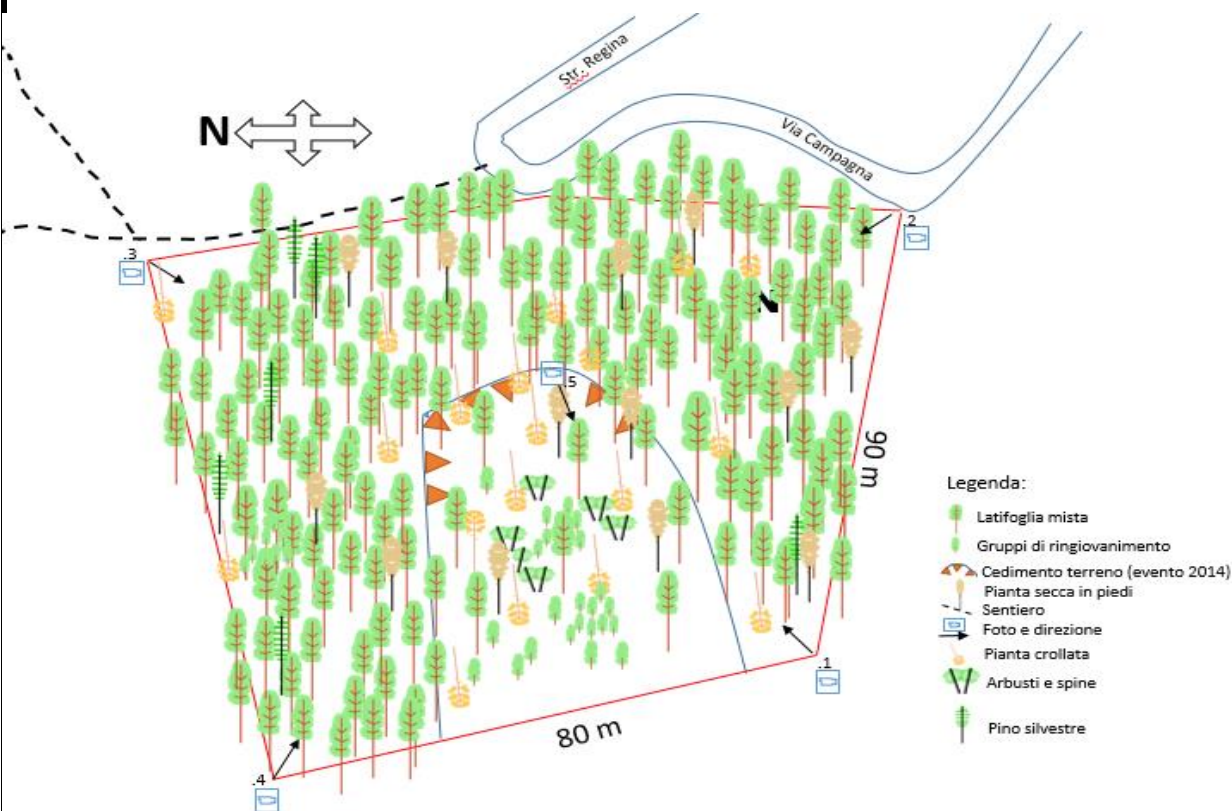 Str. Regina
Via Campagna
N
.3
.2
N
.5
90 m
.1
80 m
.4
Legenda:
Latifoglia mista
Gruppi di ringiovanimento
Cedimento terreno (evento 2014)
Pianta secca in piedi
Sentiero
Foto e direzione
Pianta crollata
Arbusti e spine
Pino silvestre